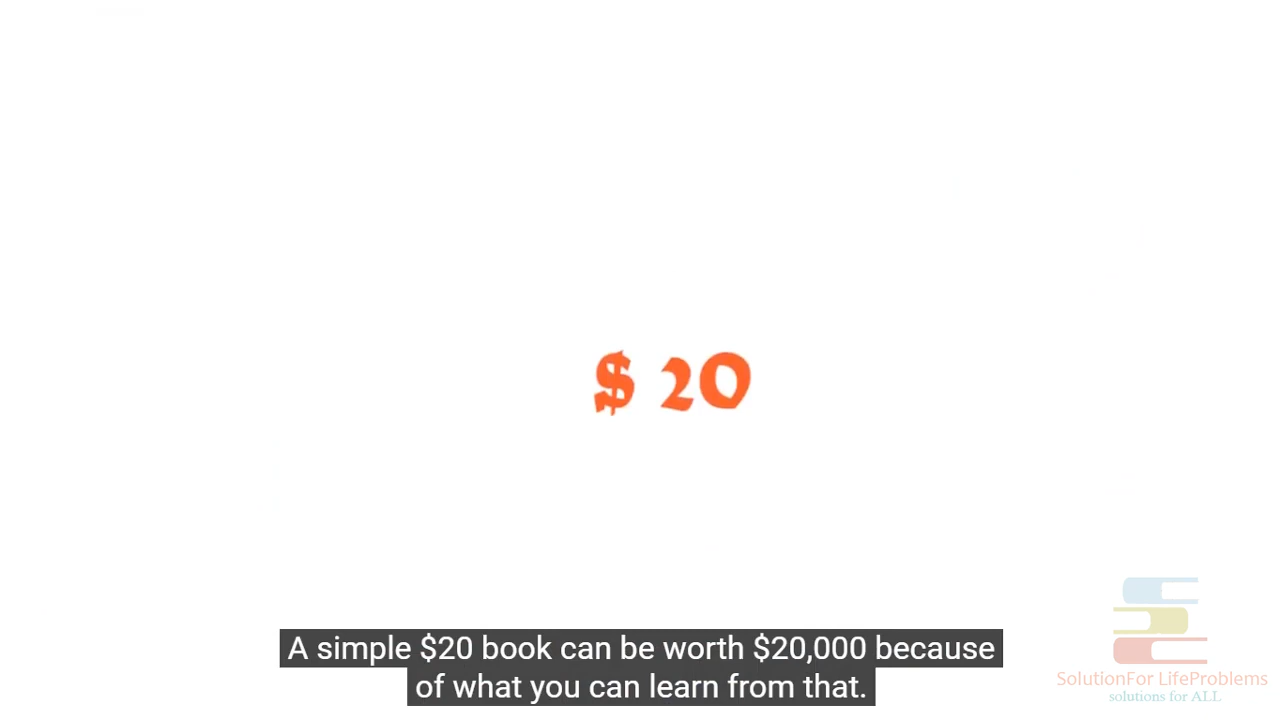 $ 20
A simple $20 book can be worth $20,000 because
of what you can learn from that.
SolutionFor LifeProblems
solutions for ALL